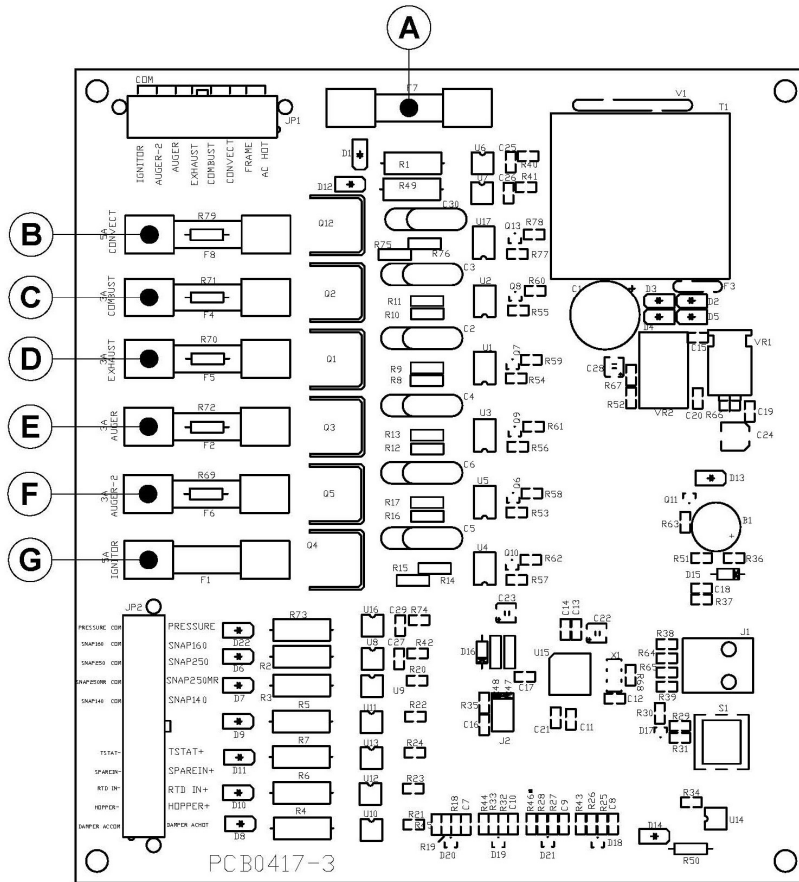 A
COM
F7
V1
T1
JP1
IGNITOR
AUGER-2
AUGER
EXHAUST
COMBUST
CONVECT
FRAME
AC HOT
D1
R1
U6
C25
R40
D12
R49
U7
C26
R41
B
5A
CONVECT
R79
F8
Q12
C30
R75
R76
U17
Q13
R78
R77
C
3A
COMBUST
R71
F4
Q2
C3
R11
R10
U2
Q8
R60
R55
C1
+
D3
D2
F3
D4
D5
D
3A
EXHAUST
R70
F5
Q1
C2
R9
R8
U1
Q7
R59
R54
C28
R67
R52
VR2
C15
VR1
C20
R66
C19
C24
E
3A
AUGER
R72
F2
Q3
C4
R13
R12
U3
Q9
R61
R56
F
3A
AUGER-2
R69
F6
Q5
C6
R17
R16
U5
Q6
R58
R53
D13
Q11
R63
B1
+
R51
R36
G
5A
IGNITOR
F1
Q4
C5
R15
R14
U4
Q10
R62
R57
D15
C18
R37
JP2
PRESSURE COM
PRESSURE
D22
R73
U16
C29
R74
C23
C14
C13
C22
SNAP160 COM
SNAP160
D6
R2
U8
C27
R42
D16
U15
X1
R38
R64
R65
R39
J1
SNAP250 COM
SNAP250
SNAP250MR COM
SNAP250MR
D7
R3
U9
R20
C17
R68
C12
SNAP140 COM
SNAP140
D9
R5
U11
R22
R35
C16
48
47
J2
C21
C11
R30
D17
R29
R31
S1
TSTAT-
TSTAT+
D11
R7
U13
R24
SPAREIN-
SPAREIN+
RTD IN-
RTD IN+
D10
R6
U12
R23
HOPPER-
HOPPER+
DAMPER ACCOM
DAMPER ACHOT
D8
R4
U10
R21
R19
R18
C7
D20
R44
R33
R32
C10
D19
R46
R28
R27
C9
D21
R43
R26
R25
C8
D18
R34
U14
D14
R50
PCB0417-3